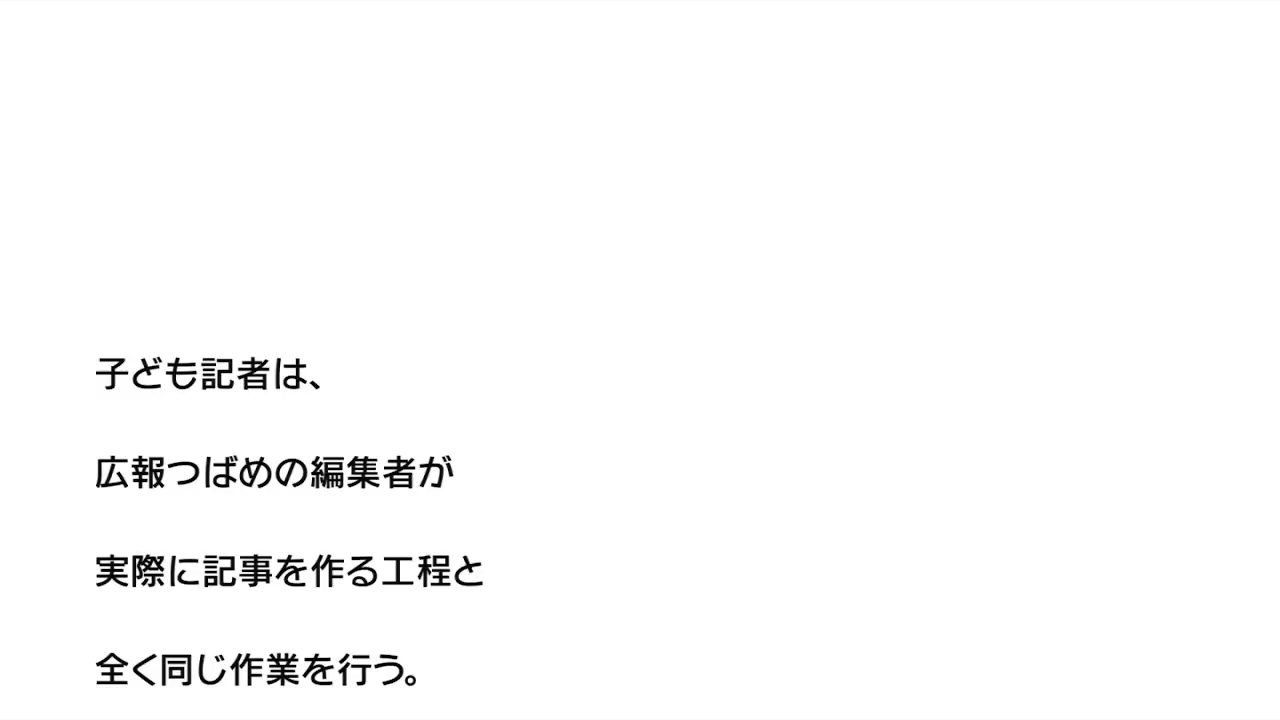 子ども記者は、
広報つばめの編集者が
実際に記事を作る工程と
全く同じ作業を行う。